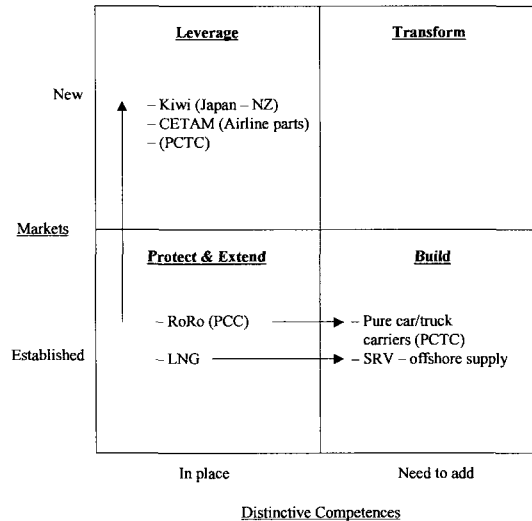 Leverage
Transform
New
– Kiwi (Japan – NZ)
– CETAM (Airline parts)
– (PCTC)
Markets
Protect & Extend
Build
– RoRo (PCC)
– Pure car/truck
carriers (PCTC)
Established
– LNG
– SRV – offshore supply
In place
Need to add
Distinctive Competences